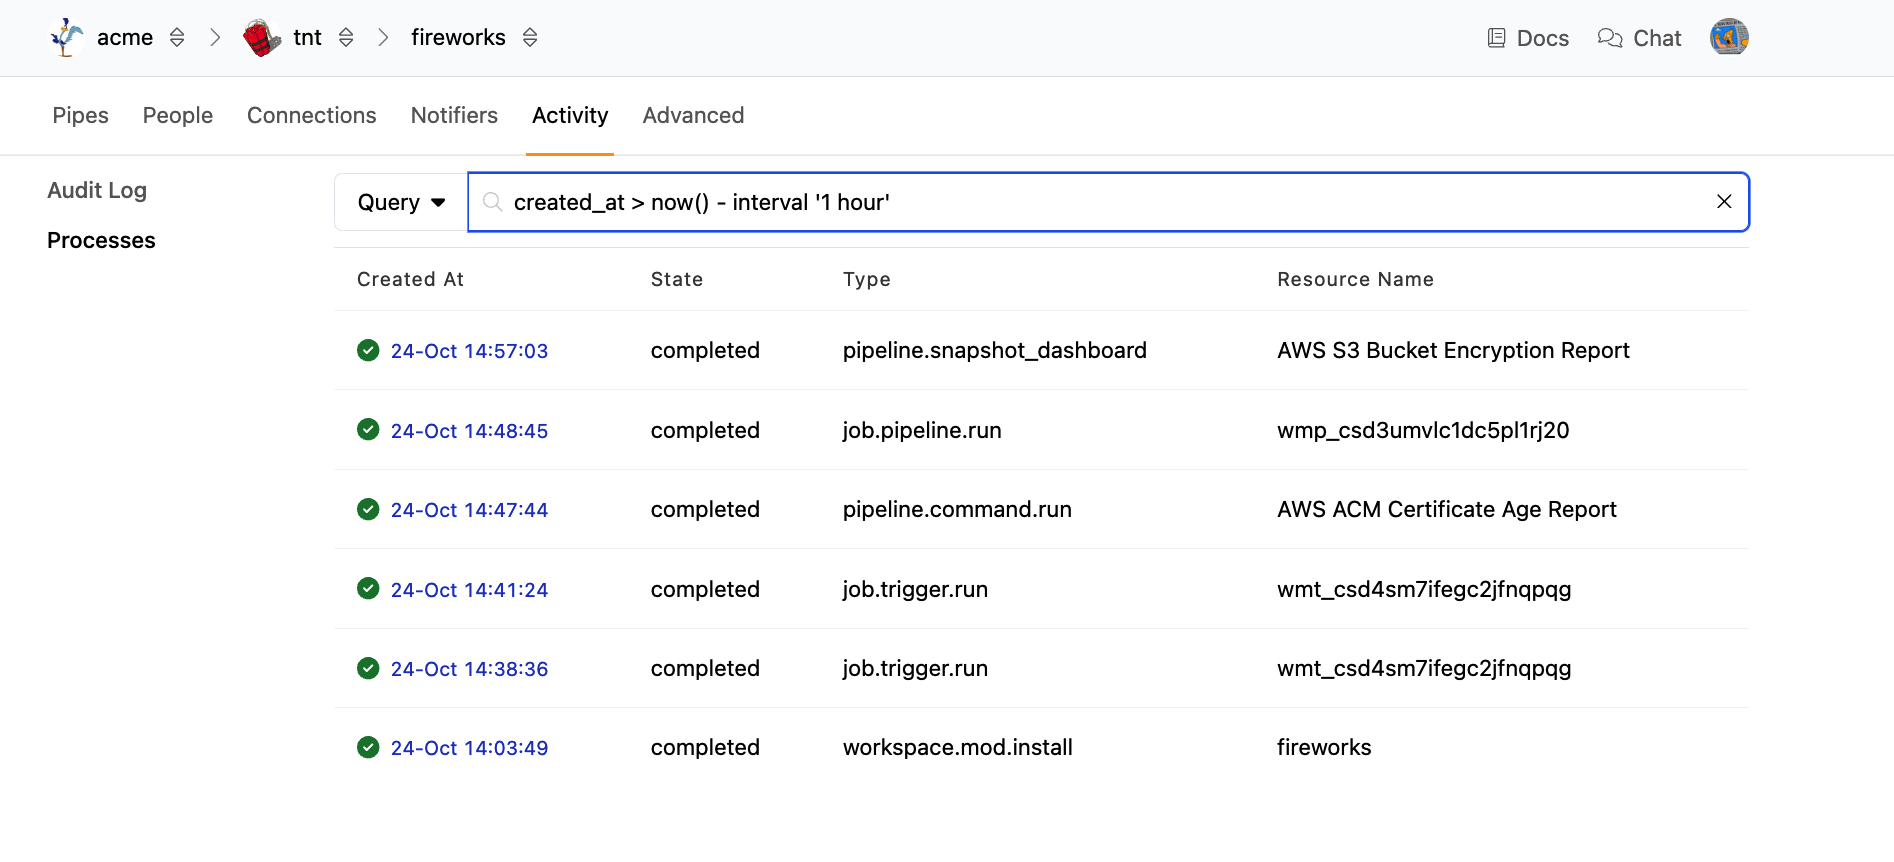 acme tnt fireworks Docs Chat
Pipes People Connections Notifiers Activity Advanced
Audit Log
Processes
Query created_at > now() - interval '1 hour'
Created At State Type Resource Name
24-Oct 14:57:03 completed pipeline.snapshot_dashboard AWS S3 Bucket Encryption Report
24-Oct 14:48:45 completed job.pipeline.run wmp_csd3umvlc1dc5pl1rj20
24-Oct 14:47:44 completed pipeline.command.run AWS ACM Certificate Age Report
24-Oct 14:41:24 completed job.trigger.run wmt_csd4sm7ifegc2jfnqpqg
24-Oct 14:38:36 completed job.trigger.run wmt_csd4sm7ifegc2jfnqpqg
24-Oct 14:03:49 completed workspace.mod.install fireworks